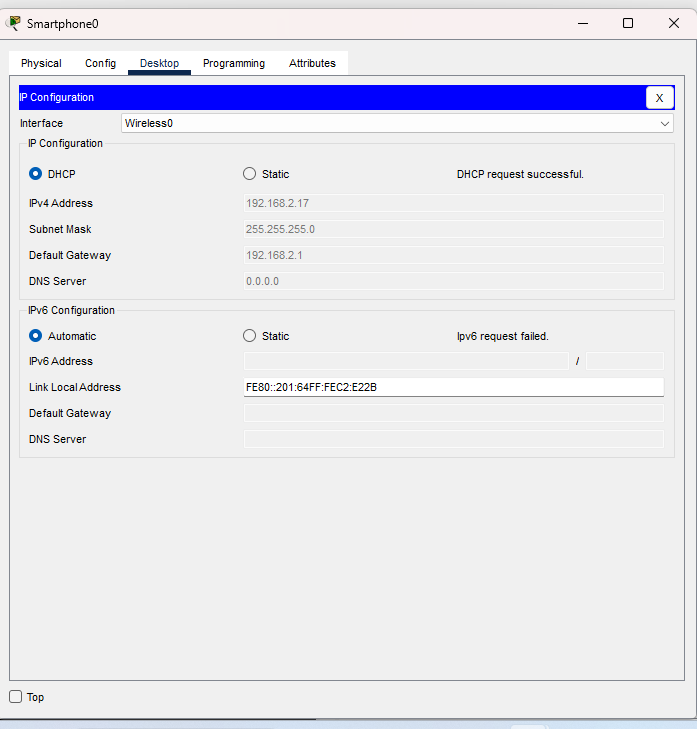 Smartphone0
Physical Config Desktop Programming Attributes
IP Configuration X
Interface Wireless0
IP Configuration
DHCP Static DHCP request successful.
IPv4 Address 192.168.2.17
Subnet Mask 255.255.255.0
Default Gateway 192.168.2.1
DNS Server 0.0.0.0
IPv6 Configuration
Automatic Static Ipv6 request failed.
IPv6 Address /
Link Local Address FE80::201:64FF:FEC2:E22B
Default Gateway
DNS Server
Top